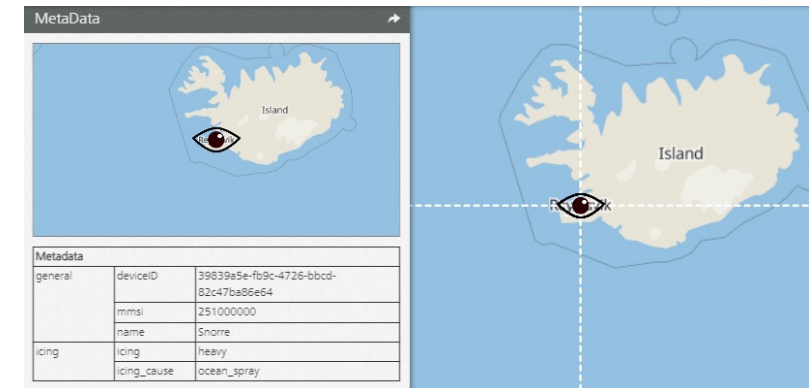 MetaData
Island
Metadata
general deviceID 39839a5e-fb9c-4726-bbcd-
82c47ba86e64
mmsi 251000000
name Snorre
icing icing heavy
icing_cause ocean_spray
Island